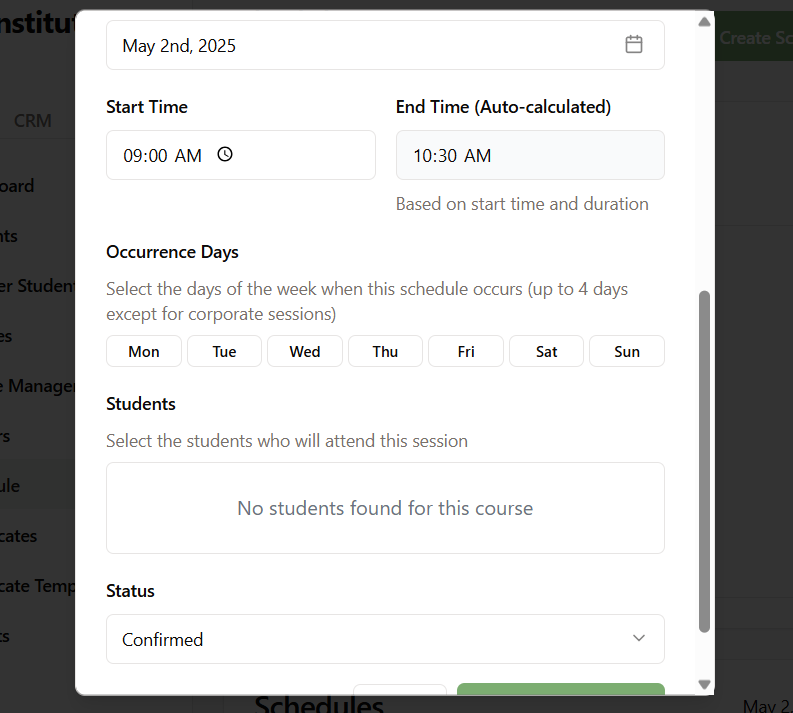 nstitut
Create Sc
CRM
oard
nts
er Student
es
e Manager
rs
ule
cates
cate Temp
ts
May 2nd, 2025
Start Time
End Time (Auto-calculated)
09:00 AM
10:30 AM
Based on start time and duration
Occurrence Days
Select the days of the week when this schedule occurs (up to 4 days
except for corporate sessions)
Mon Tue Wed Thu Fri Sat Sun
Students
Select the students who will attend this session
No students found for this course
Status
Confirmed
Schedules
May 2,